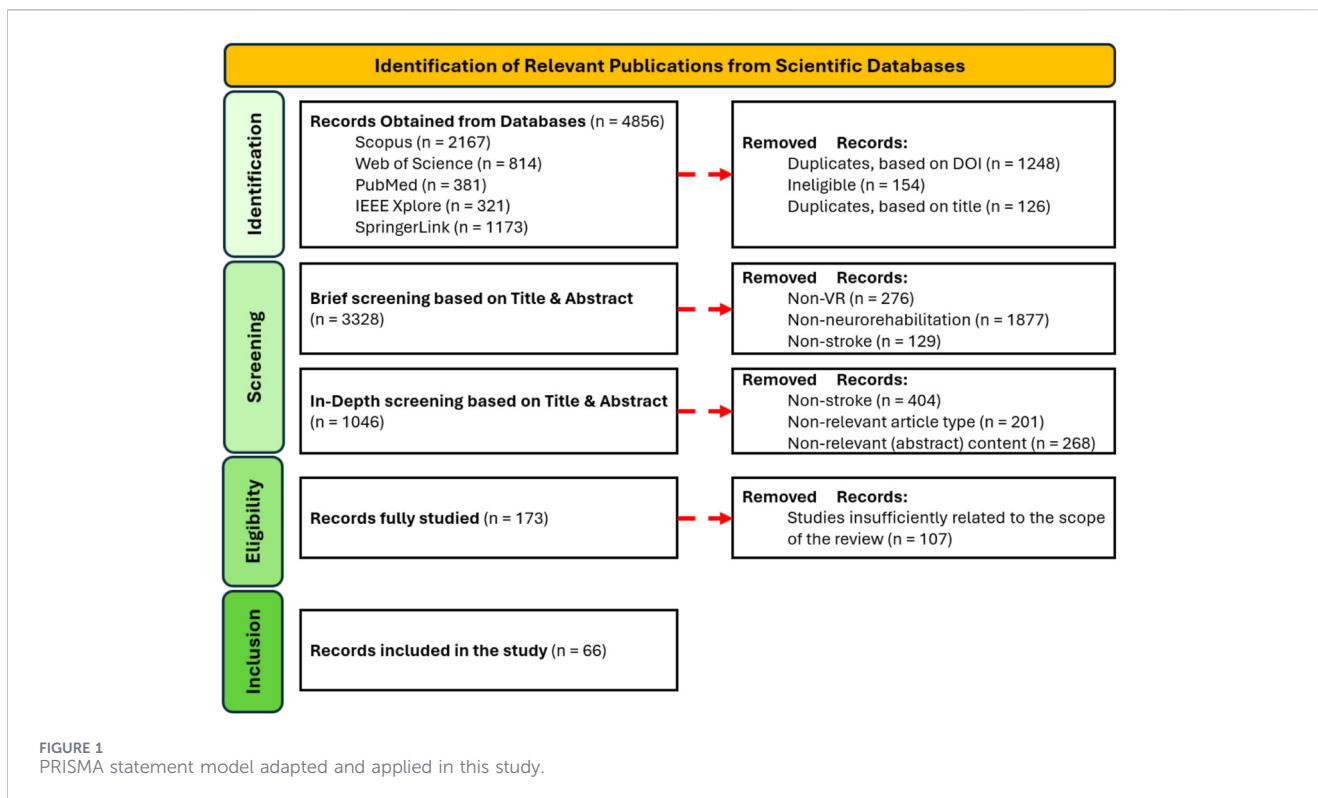 Identification of Relevant Publications from Scientific Databases
Identification
Records Obtained from Databases (n = 4856)
Scopus (n = 2167)
Web of Science (n = 814)
PubMed (n = 381)
IEEE Xplore (n = 321)
SpringerLink (n = 1173)
Removed Records:
Duplicates, based on DOI (n = 1248)
Ineligible (n = 154)
Duplicates, based on title (n = 126)
Screening
Brief screening based on Title & Abstract
(n = 3328)
Removed Records:
Non-VR (n = 276)
Non-neurorehabilitation (n = 1877)
Non-stroke (n = 129)
In-Depth screening based on Title & Abstract
(n = 1046)
Removed Records:
Non-stroke (n = 404)
Non-relevant article type (n = 201)
Non-relevant (abstract) content (n = 268)
Eligibility
Records fully studied (n = 173)
Removed Records:
Studies insufficiently related to the scope
of the review (n = 107)
Inclusion
Records included in the study (n = 66)
FIGURE 1
PRISMA statement model adapted and applied in this study.